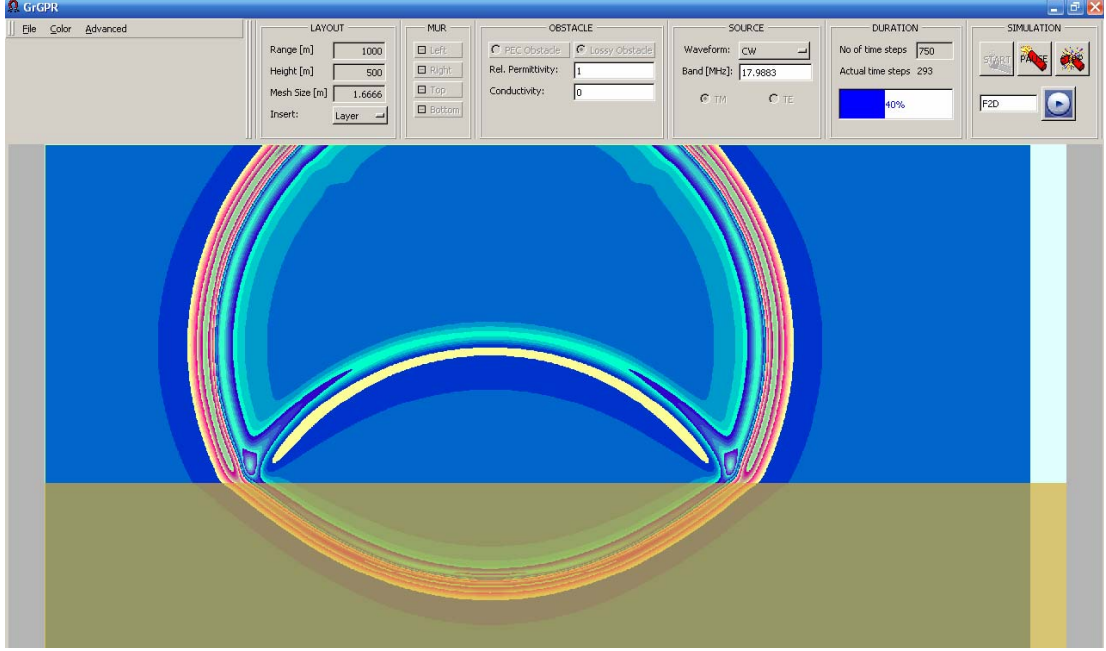 GrGPR
File Color Advanced
LAYOUT
Range [m] 1000
Height [m] 500
Mesh Size [m] 1.6666
Insert: Layer
MUR
Left
Right
Top
Bottom
OBSTACLE
PEC Obstacle Lossy Obstacle
Rel. Permittivity: 1
Conductivity: 0
SOURCE
Waveform: CW
Band [MHz]: 17.9883
TM TE
DURATION
No of time steps 750
Actual time steps 293
40%
SIMULATION
START PAUSE STOP
F2D